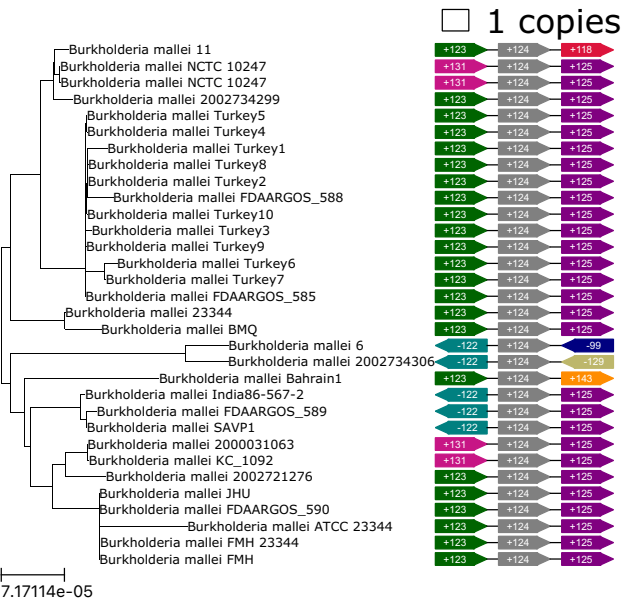 1 copies
Burkholderia mallei 11 +123 +124 +118
Burkholderia mallei NCTC 10247 +131 +124 +125
Burkholderia mallei NCTC 10247 +131 +124 +125
Burkholderia mallei 2002734299 +123 +124 +125
Burkholderia mallei Turkey5 +123 +124 +125
Burkholderia mallei Turkey4 +123 +124 +125
Burkholderia mallei Turkey1 +123 +124 +125
Burkholderia mallei Turkey8 +123 +124 +125
Burkholderia mallei Turkey2 +123 +124 +125
Burkholderia mallei FDAARGOS_588 +123 +124 +125
Burkholderia mallei Turkey10 +123 +124 +125
Burkholderia mallei Turkey3 +123 +124 +125
Burkholderia mallei Turkey9 +123 +124 +125
Burkholderia mallei Turkey6 +123 +124 +125
Burkholderia mallei Turkey7 +123 +124 +125
Burkholderia mallei FDAARGOS_585 +123 +124 +125
Burkholderia mallei 23344 +123 +124 +125
Burkholderia mallei BMQ +123 +124 +125
Burkholderia mallei 6 -122 +124 -99
Burkholderia mallei 2002734306 -122 +124 -129
Burkholderia mallei Bahrain1 +123 +124 +143
Burkholderia mallei India86-567-2 -122 +124 +125
Burkholderia mallei FDAARGOS_589 -122 +124 +125
Burkholderia mallei SAVP1 -122 +124 +125
Burkholderia mallei 2000031063 +131 +124 +125
Burkholderia mallei KC_1092 +131 +124 +125
Burkholderia mallei 2002721276 +123 +124 +125
Burkholderia mallei JHU +123 +124 +125
Burkholderia mallei FDAARGOS_590 +123 +124 +125
Burkholderia mallei ATCC 23344 +123 +124 +125
Burkholderia mallei FMH 23344 +123 +124 +125
Burkholderia mallei FMH +123 +124 +125
7.17114e-05